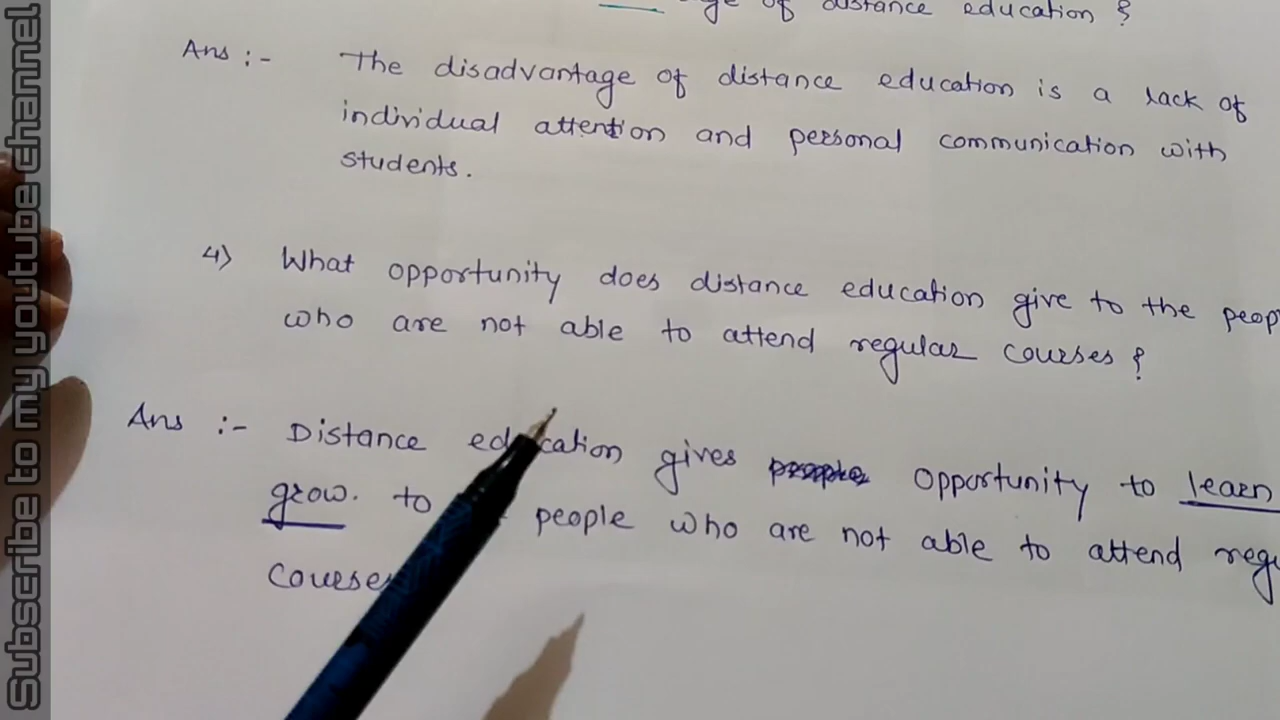 of distance education ?
Ans :- The disadvantage of distance education is a lack of
individual attention and personal communication with
students.
4) What opportunity does distance education give to the
who are not able to attend regular courses ?
Ans :- Distance education gives opportunity to learn
grow. to people who are not able to attend
courses
Subscribe to my youtube channel